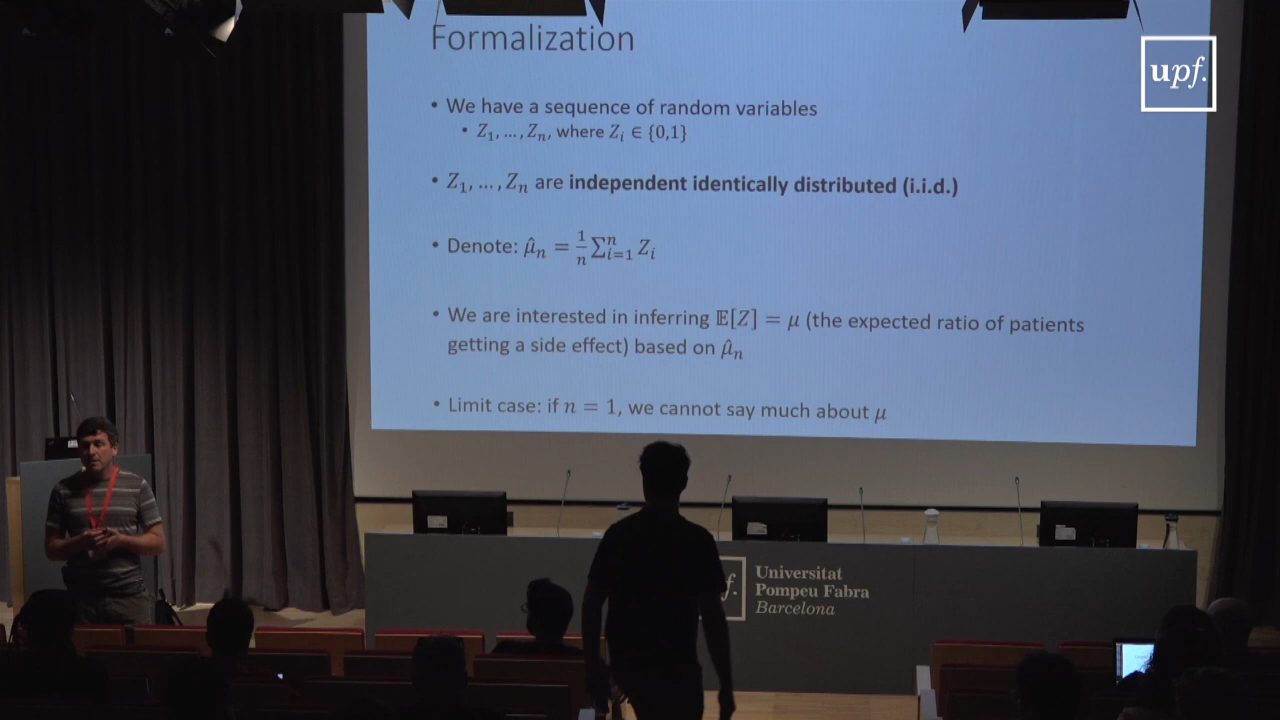 Formalization
upf.
• We have a sequence of random variables
• Z₁, …, Zₙ, where Zᵢ ∈ {0,1}
• Z₁, …, Zₙ are independent identically distributed (i.i.d.)
• Denote: μ̂ₙ = 1/n ∑ⁿᵢ₌₁ Zᵢ
• We are interested in inferring 𝔼[Z] = μ (the expected ratio of patients
getting a side effect) based on μ̂ₙ
• Limit case: if n = 1, we cannot say much about μ
f.
Universitat
Pompeu Fabra
Barcelona